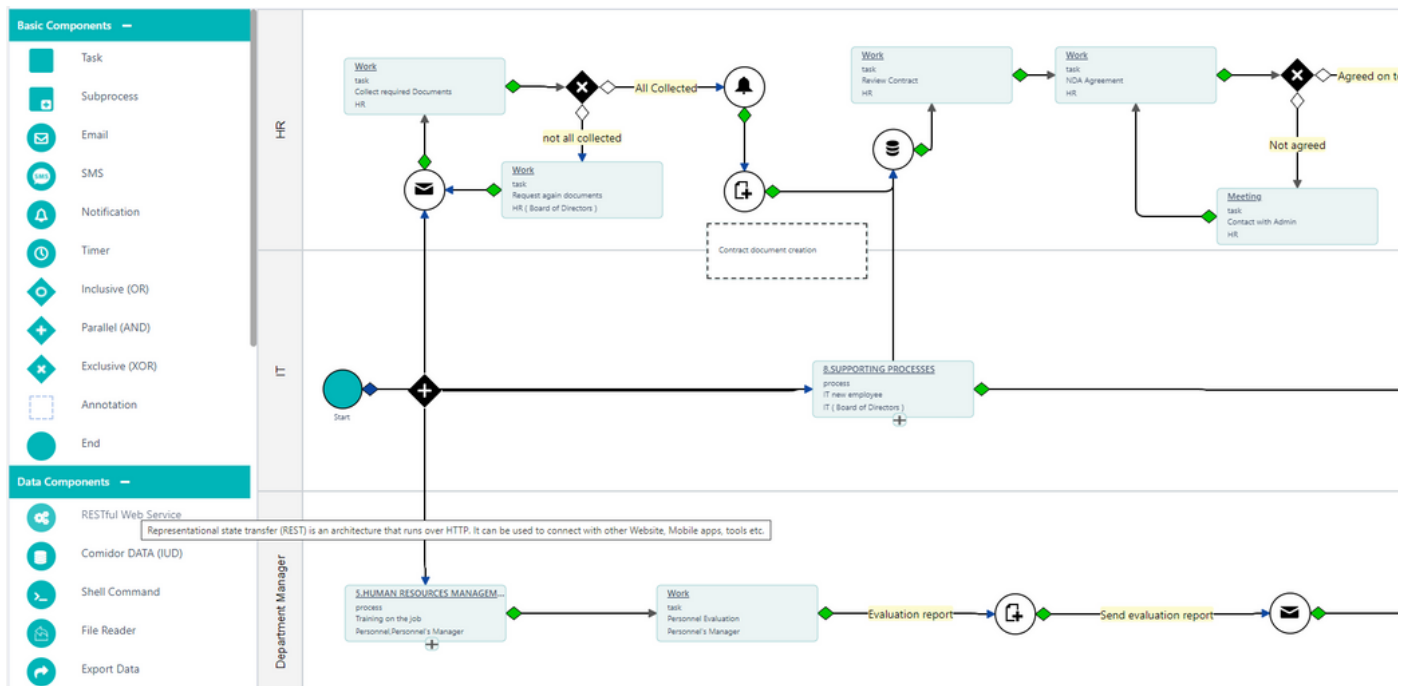 Basic Components −
Task
Subprocess
Email
SMS
SMS
Notification
Timer
Inclusive (OR)
Parallel (AND)
Exclusive (XOR)
Annotation
End
Data Components −
RESTful Web Service
Representational state transfer (REST) is an architecture that runs over HTTP. It can be used to connect with other Website, Mobile apps, tools etc.
Comidor DATA (IUD)
Shell Command
File Reader
Export Data
HR
Work
task
Collect required Documents
HR
All Collected
not all collected
Work
task
Request again documents
HR ( Board of Directors )
Contract document creation
Work
task
Review Contract
HR
Work
task
NDA Agreement
HR
Agreed on t
Not agreed
Meeting
task
Contact with Admin
HR
IT
Start
8.SUPPORTING PROCESSES
process
IT new employee
IT ( Board of Directors )
Department Manager
5.HUMAN RESOURCES MANAGEM...
process
Training on the job
Personnel.Personnel's Manager
Work
task
Personnel Evaluation
Personnel's Manager
Evaluation report
Send evaluation report